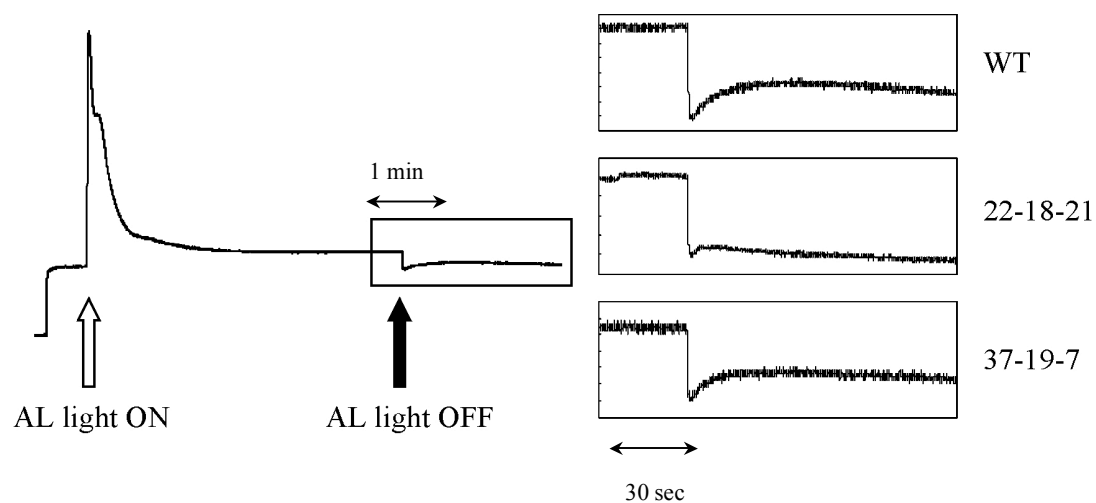 1 min
AL light ON
AL light OFF
WT
22-18-21
37-19-7
30 sec